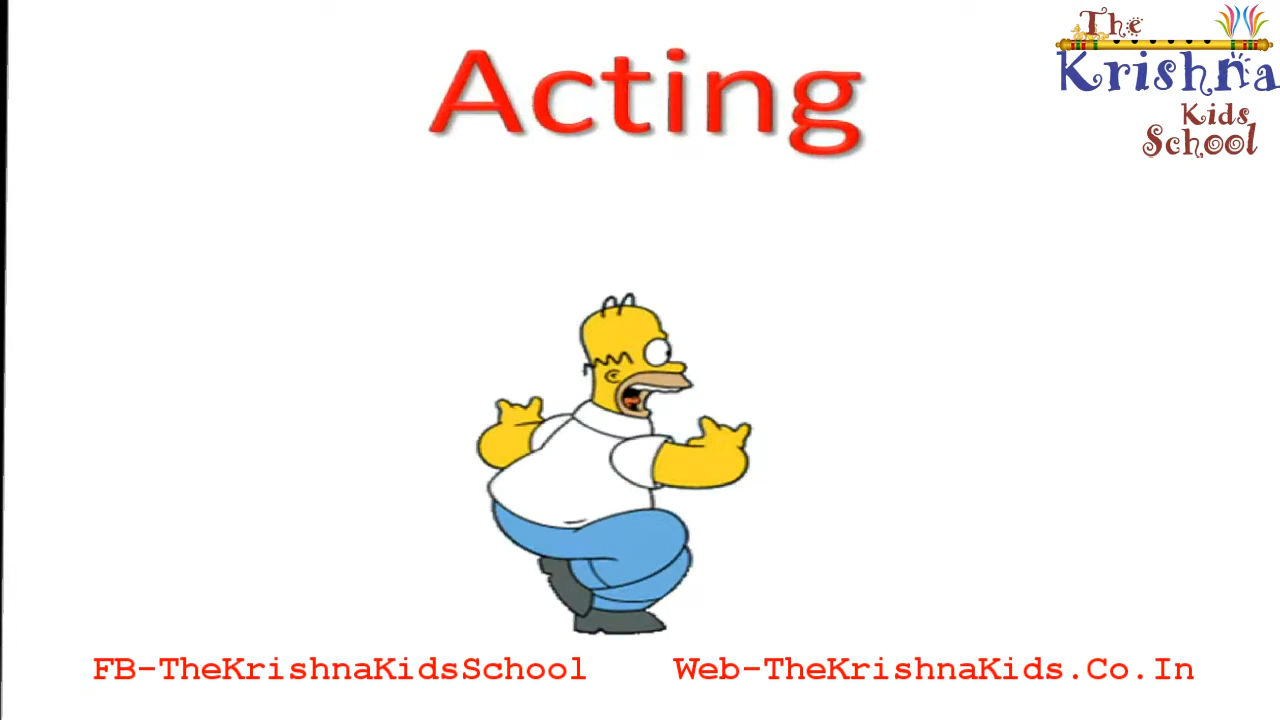 Acting
The
Krishna
Kids
School
FB-TheKrishnaKidsSchool
Web-TheKrishnaKids.Co.In